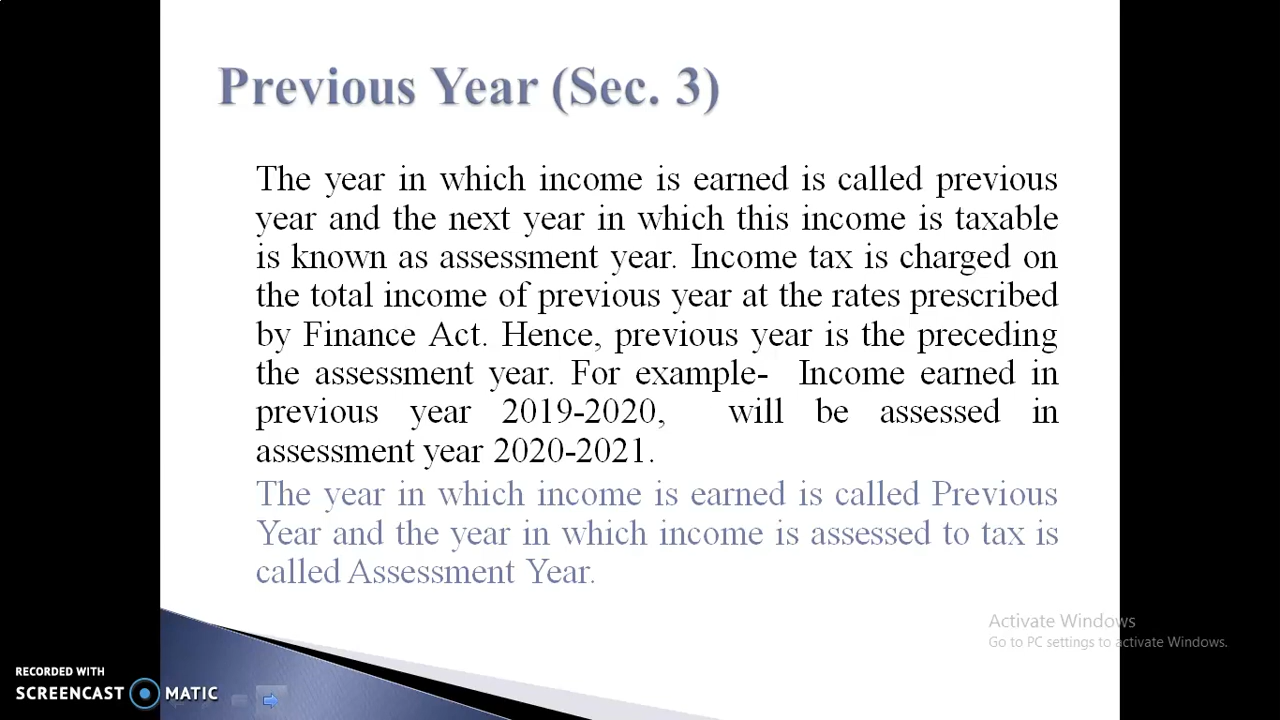 Previous Year (Sec. 3)
The year in which income is earned is called previous
year and the next year in which this income is taxable
is known as assessment year. Income tax is charged on
the total income of previous year at the rates prescribed
by Finance Act. Hence, previous year is the preceding
the assessment year. For example- Income earned in
previous year 2019-2020, will be assessed in
assessment year 2020-2021.
The year in which income is earned is called Previous
Year and the year in which income is assessed to tax is
called Assessment Year.
Activate Windows
Go to PC settings to activate Windows.
RECORDED WITH
SCREENCAST MATIC